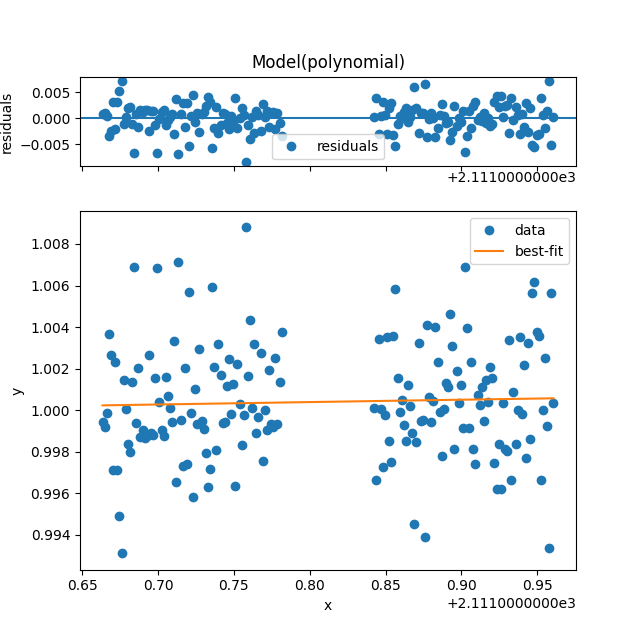 Model(polynomial)
residuals
0.005
0.000
−0.005
residuals
+2.1110000000e3
y
1.008
1.006
1.004
1.002
1.000
0.998
0.996
0.994
data
best-fit
0.65
0.70
0.75
0.80
0.85
0.90
0.95
x
+2.1110000000e3